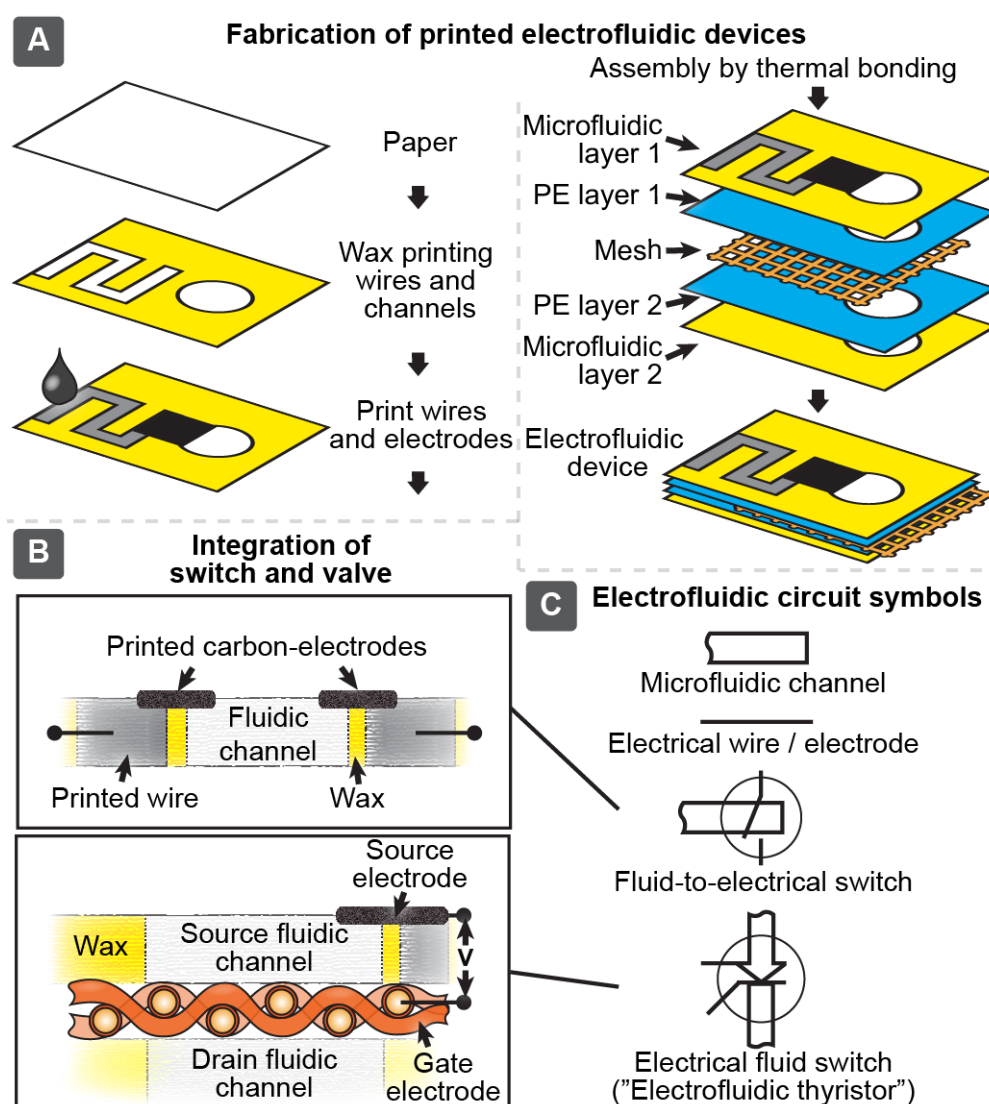 A
Fabrication of printed electrofluidic devices
Paper
Wax printing
wires and
channels
Print wires
and electrodes
Assembly by thermal bonding
Microfluidic
layer 1
PE layer 1
Mesh
PE layer 2
Microfluidic
layer 2
Electrofluidic
device
B
Integration of
switch and valve
Printed carbon-electrodes
Fluidic
channel
Printed wire
Wax
Source
electrode
Wax
Source fluidic
channel
V
Drain fluidic
channel
Gate
electrode
C
Electrofluidic circuit symbols
Microfluidic channel
Electrical wire / electrode
Fluid-to-electrical switch
Electrical fluid switch
("Electrofluidic thyristor")